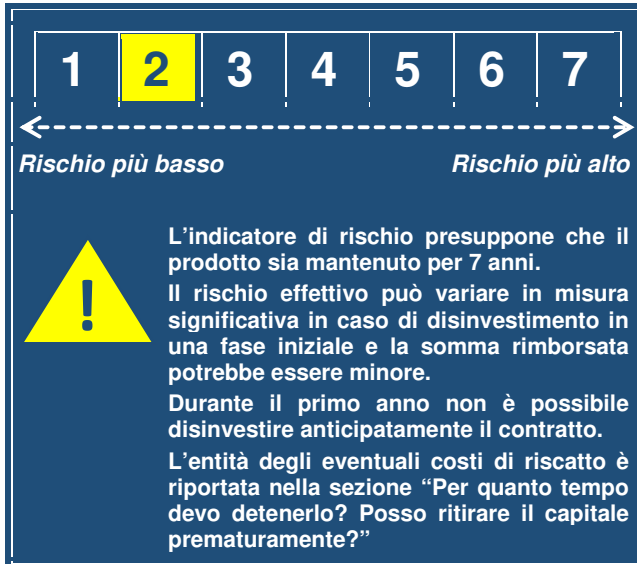 1 2 3 4 5 6 7
Rischio più basso Rischio più alto
!
L'indicatore di rischio presuppone che il
prodotto sia mantenuto per 7 anni.
Il rischio effettivo può variare in misura
significativa in caso di disinvestimento in
una fase iniziale e la somma rimborsata
potrebbe essere minore.
Durante il primo anno non è possibile
disinvestire anticipatamente il contratto.
L'entità degli eventuali costi di riscatto è
riportata nella sezione “Per quanto tempo
devo detenerlo? Posso ritirare il capitale
prematuramente?”